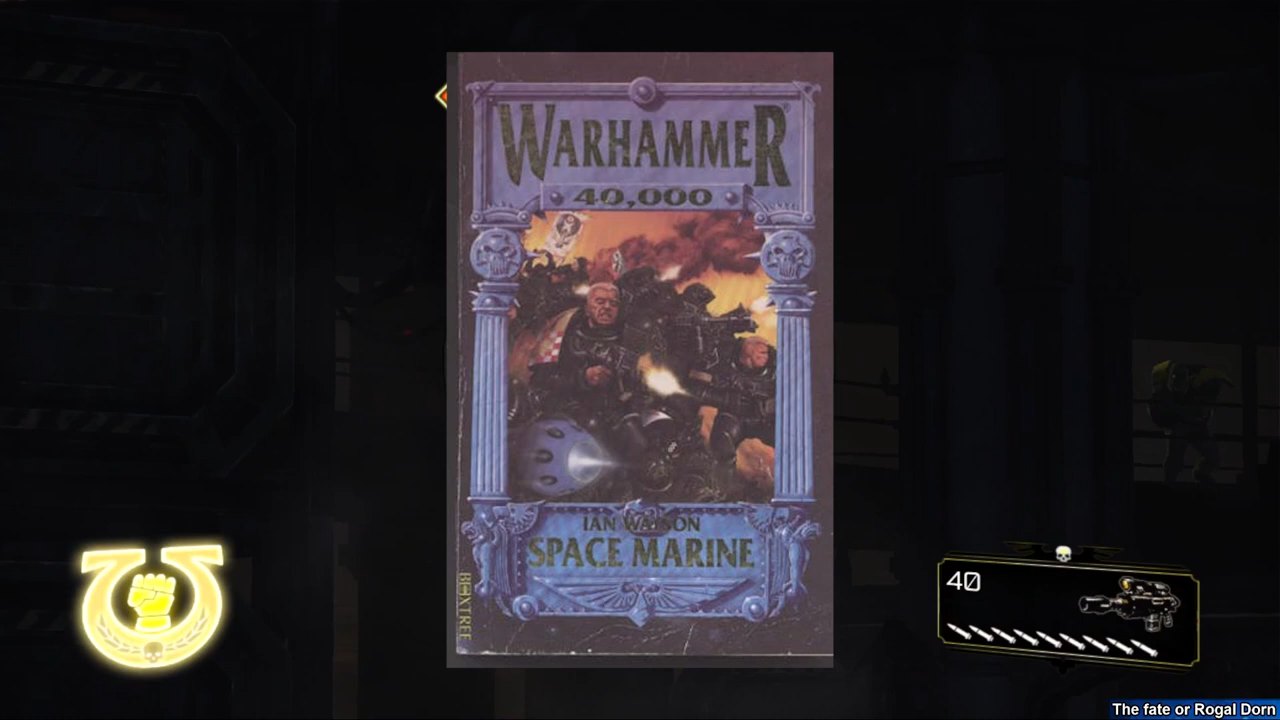 WARHAMMER®
40,000
IAN WATSON
SPACE MARINE
BOXTREE
40
The fate or Rogal Dorn